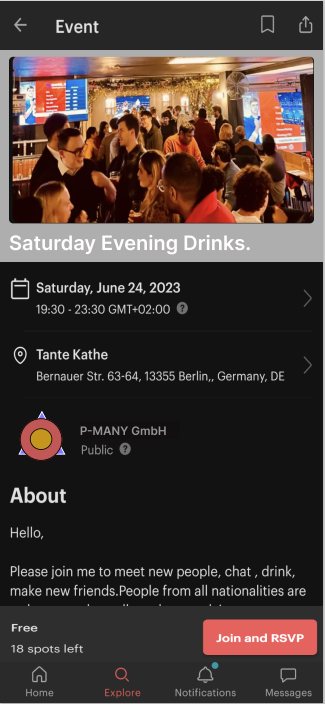 Event
Saturday Evening Drinks.
Saturday, June 24, 2023
19:30 - 23:30 GMT+02:00 ?
Tante Kathe
Bernauer Str. 63-64, 13355 Berlin,, Germany, DE
P-MANY GmbH
Public ?
About
Hello,
Please join me to meet new people, chat , drink,
make new friends.People from all nationalities are
Free
18 spots left
Join and RSVP
Home
Explore
Notifications
Messages